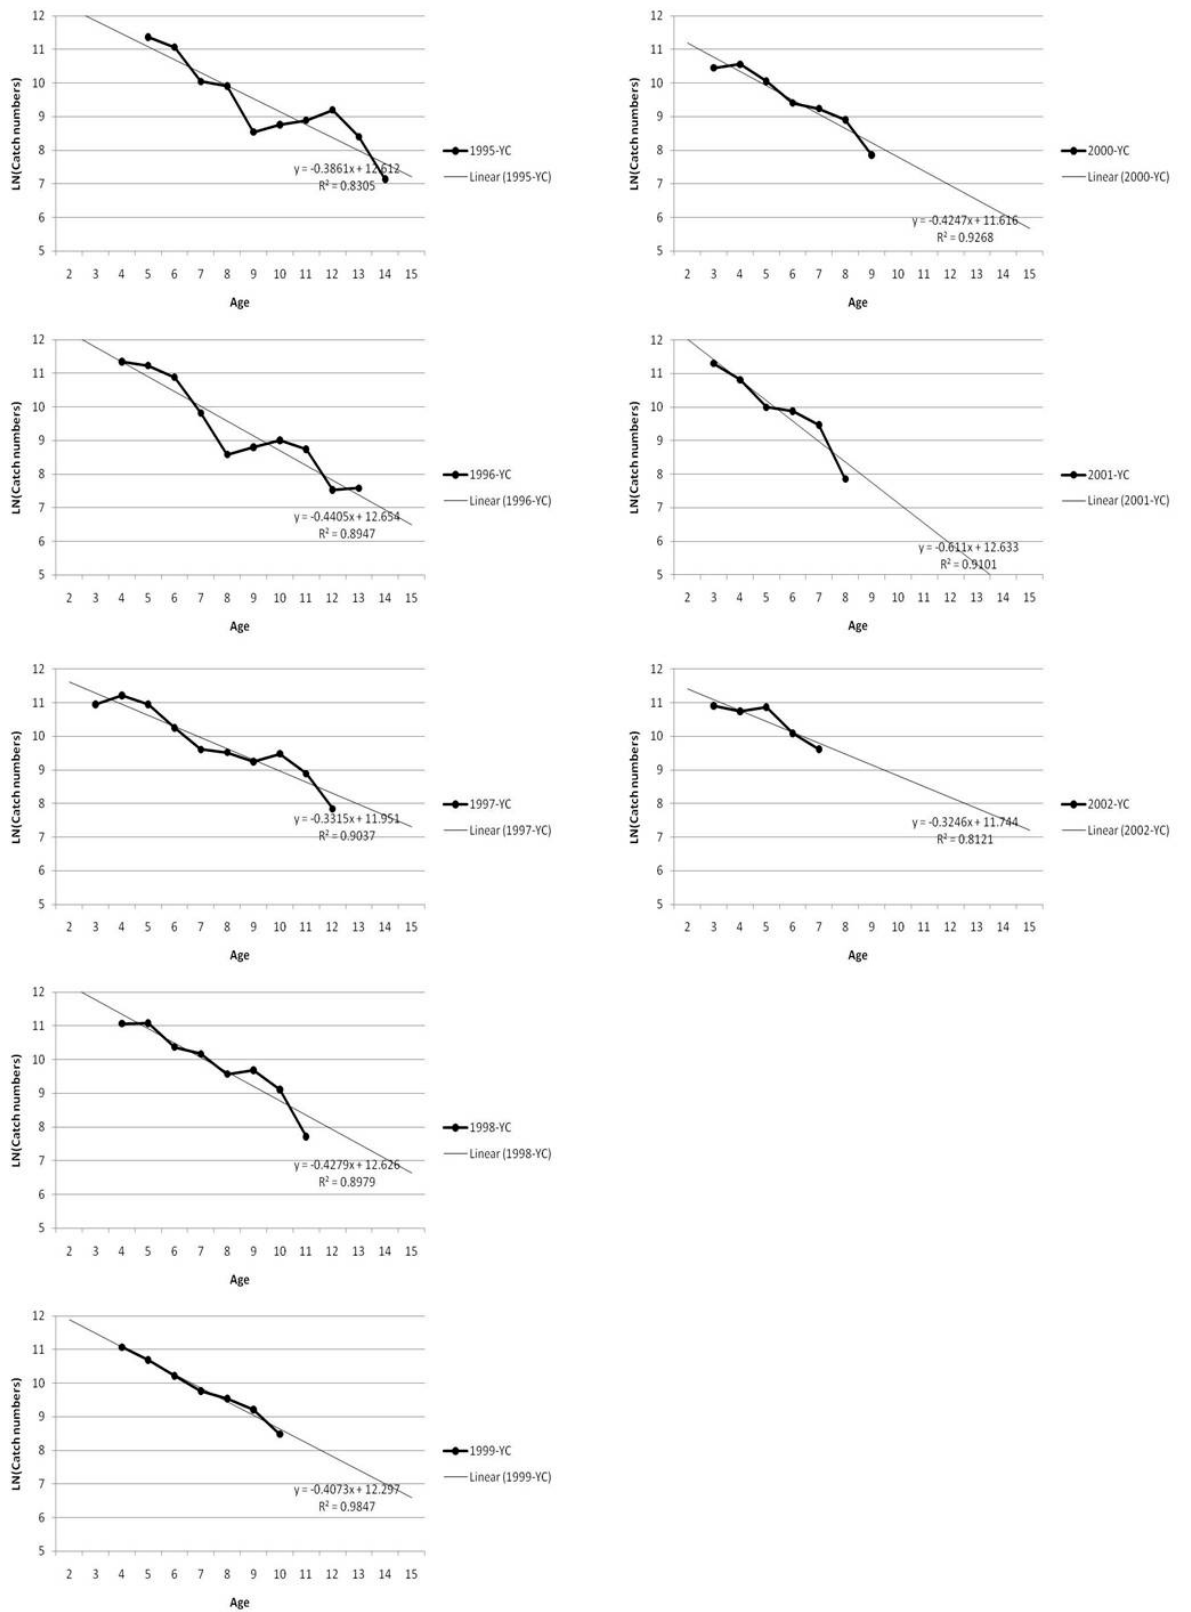 12
11
10
9
8
7
6
5
LN(Catch numbers)
y = -0.3861x + 12.612
R² = 0.8305
2 3 4 5 6 7 8 9 10 11 12 13 14 15
Age
1995-YC
Linear (1995-YC)
12
11
10
9
8
7
6
5
LN(Catch numbers)
y = -0.4247x + 11.616
R² = 0.9268
2 3 4 5 6 7 8 9 10 11 12 13 14 15
Age
2000-YC
Linear (2000-YC)
12
11
10
9
8
7
6
5
LN(Catch numbers)
y = -0.4405x + 12.654
R² = 0.8947
2 3 4 5 6 7 8 9 10 11 12 13 14 15
Age
1996-YC
Linear (1996-YC)
12
11
10
9
8
7
6
5
LN(Catch numbers)
y = -0.611x + 12.633
R² = 0.9101
2 3 4 5 6 7 8 9 10 11 12 13 14 15
Age
2001-YC
Linear (2001-YC)
12
11
10
9
8
7
6
5
LN(Catch numbers)
y = -0.3315x + 11.951
R² = 0.9037
2 3 4 5 6 7 8 9 10 11 12 13 14 15
Age
1997-YC
Linear (1997-YC)
12
11
10
9
8
7
6
5
LN(Catch numbers)
y = -0.3246x + 11.744
R² = 0.8121
2 3 4 5 6 7 8 9 10 11 12 13 14 15
Age
2002-YC
Linear (2002-YC)
12
11
10
9
8
7
6
5
LN(Catch numbers)
y = -0.4279x + 12.626
R² = 0.8979
2 3 4 5 6 7 8 9 10 11 12 13 14 15
Age
1998-YC
Linear (1998-YC)
12
11
10
9
8
7
6
5
LN(Catch numbers)
y = -0.4073x + 12.297
R² = 0.9847
2 3 4 5 6 7 8 9 10 11 12 13 14 15
Age
1999-YC
Linear (1999-YC)